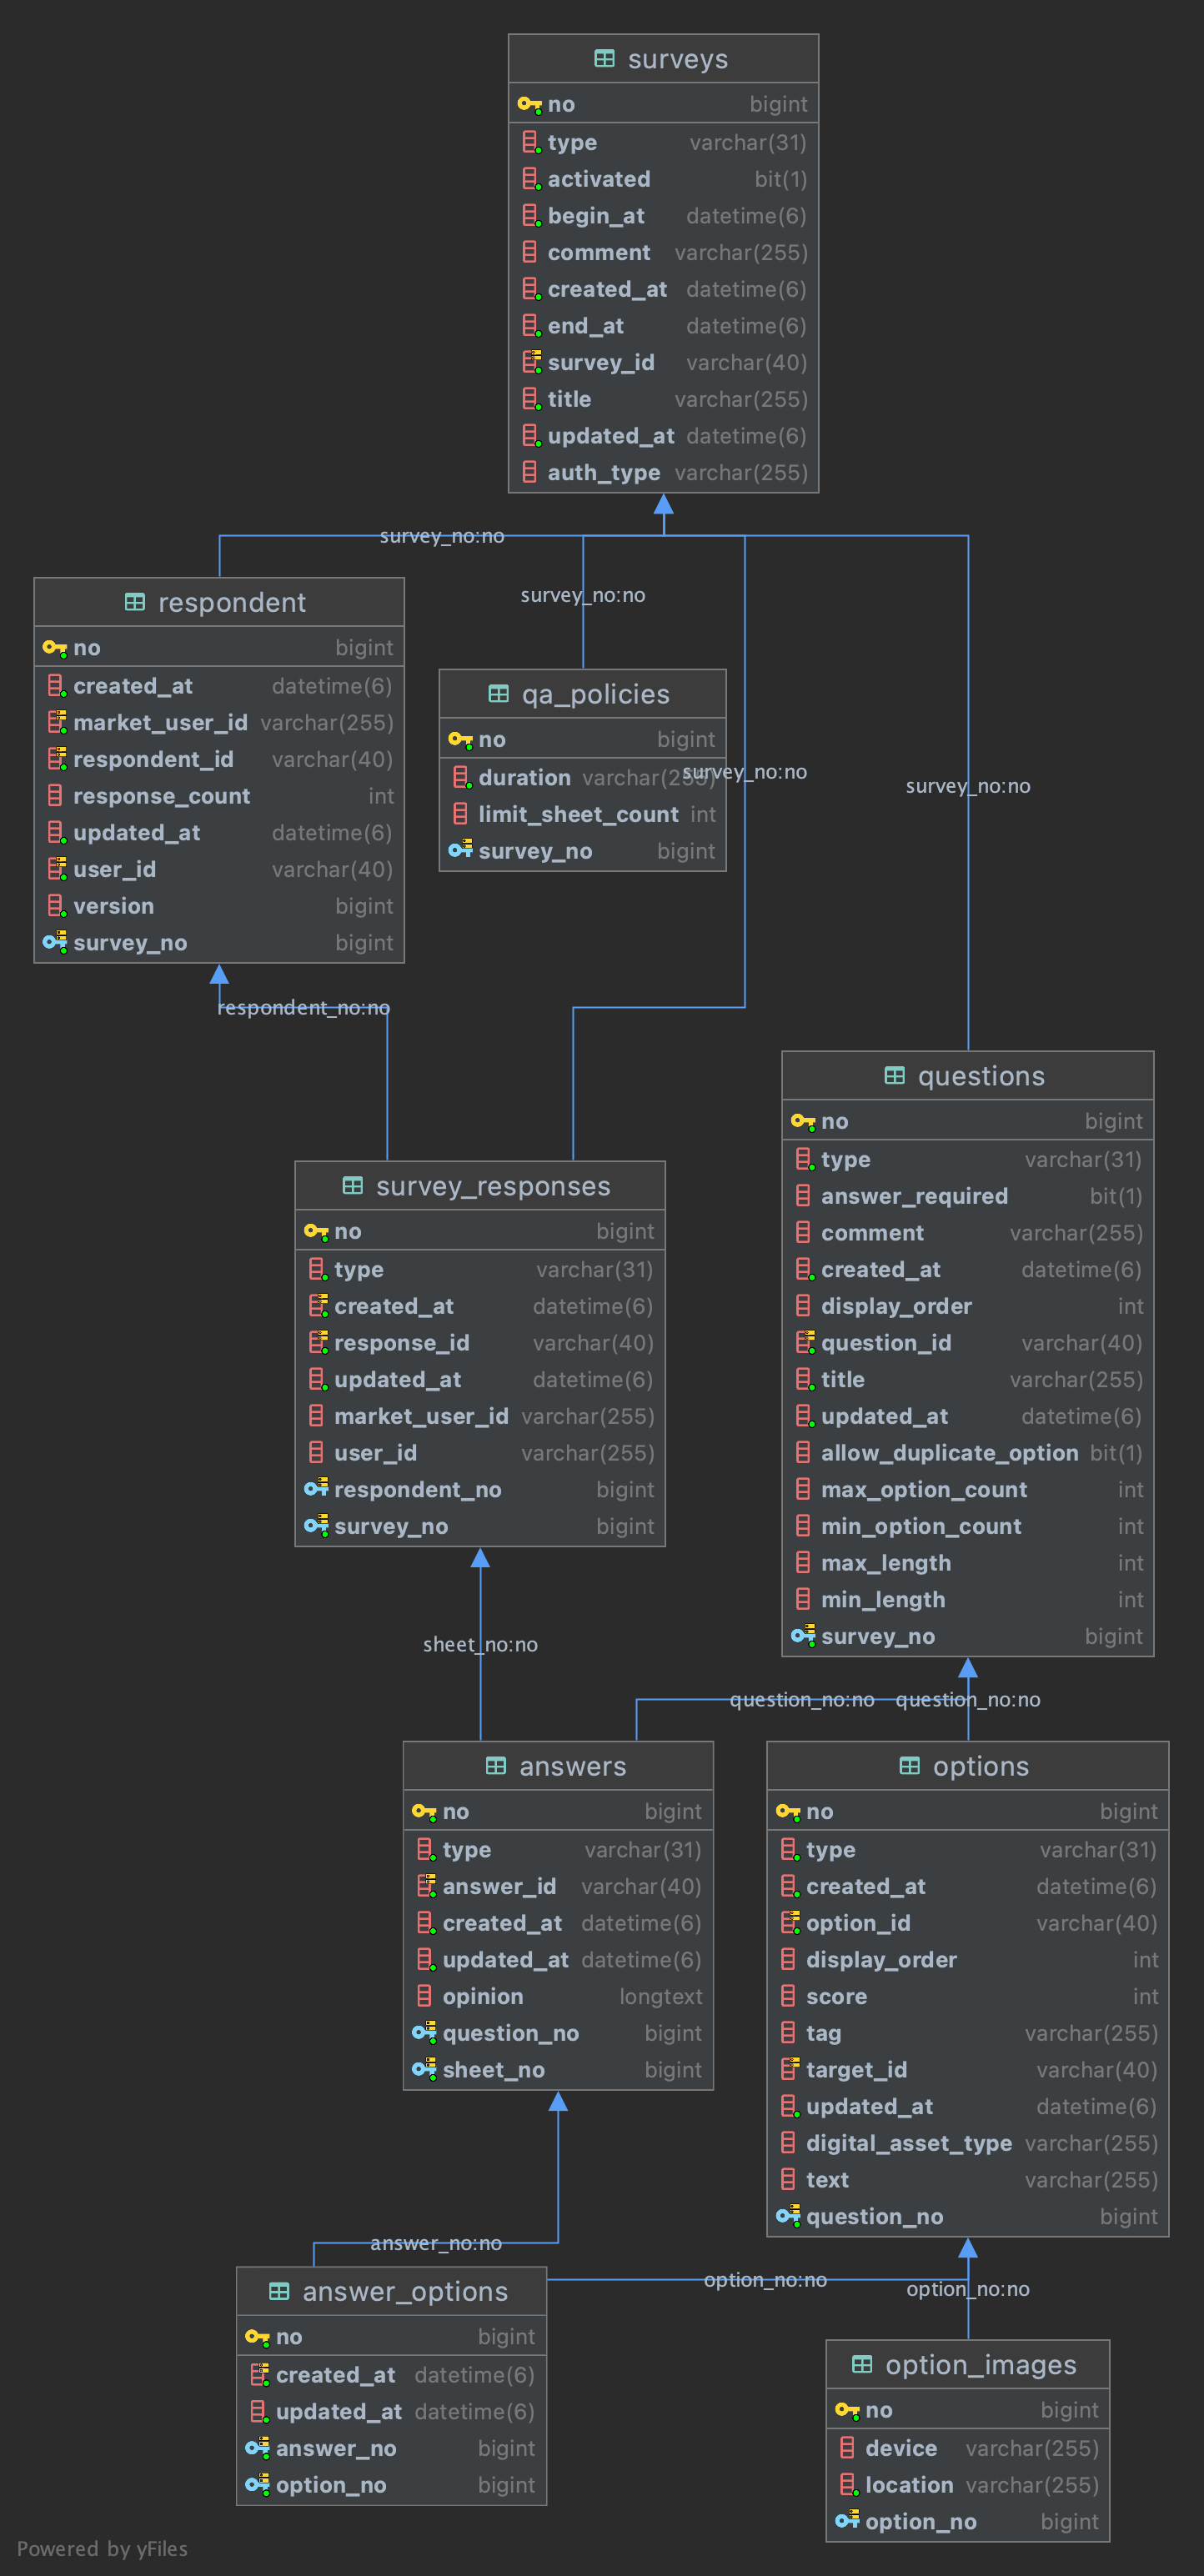 surveys
no bigint
type varchar(31)
activated bit(1)
begin_at datetime(6)
comment varchar(255)
created_at datetime(6)
end_at datetime(6)
survey_id varchar(40)
title varchar(255)
updated_at datetime(6)
auth_type varchar(255)
survey_no:no
survey_no:no
survey_no:no
survey_no:no
respondent
no bigint
created_at datetime(6)
market_user_id varchar(255)
respondent_id varchar(40)
response_count int
updated_at datetime(6)
user_id varchar(40)
version bigint
survey_no bigint
qa_policies
no bigint
duration varchar(255)
limit_sheet_count int
survey_no bigint
respondent_no:no
survey_responses
no bigint
type varchar(31)
created_at datetime(6)
response_id varchar(40)
updated_at datetime(6)
market_user_id varchar(255)
user_id varchar(255)
respondent_no bigint
survey_no bigint
questions
no bigint
type varchar(31)
answer_required bit(1)
comment varchar(255)
created_at datetime(6)
display_order int
question_id varchar(40)
title varchar(255)
updated_at datetime(6)
allow_duplicate_option bit(1)
max_option_count int
min_option_count int
max_length int
min_length int
survey_no bigint
sheet_no:no
question_no:no
question_no:no
answers
no bigint
type varchar(31)
answer_id varchar(40)
created_at datetime(6)
updated_at datetime(6)
opinion longtext
question_no bigint
sheet_no bigint
options
no bigint
type varchar(31)
created_at datetime(6)
option_id varchar(40)
display_order int
score int
tag varchar(255)
target_id varchar(40)
updated_at datetime(6)
digital_asset_type varchar(255)
text varchar(255)
question_no bigint
answer_no:no
option_no:no
option_no:no
answer_options
no bigint
created_at datetime(6)
updated_at datetime(6)
answer_no bigint
option_no bigint
option_images
no bigint
device varchar(255)
location varchar(255)
option_no bigint
Powered by yFiles